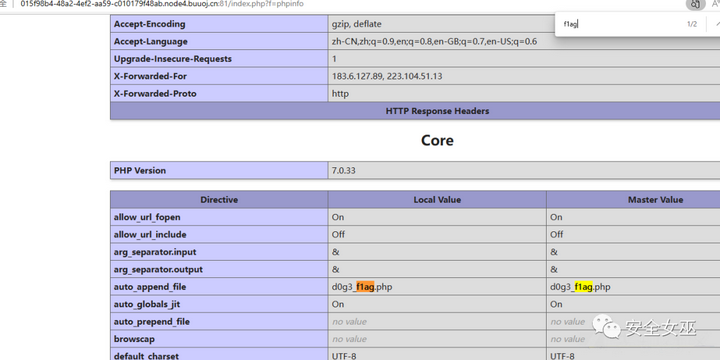 全 015f98b4-48a2-4ef2-aa59-c010179f48ab.node4.buuoj.cn:81/index.php?f=phpinfo
f1ag 1/2
Accept-Encoding gzip, deflate
Accept-Language zh-CN,zh;q=0.9,en;q=0.8,en-GB;q=0.7,en-US;q=0.6
Upgrade-Insecure-Requests 1
X-Forwarded-For 183.6.127.89, 223.104.51.13
X-Forwarded-Proto http
HTTP Response Headers
Core
PHP Version 7.0.33
Directive Local Value Master Value
allow_url_fopen On On
allow_url_include Off Off
arg_separator.input & &
arg_separator.output & &
auto_append_file d0g3_f1ag.php d0g3_f1ag.php
auto_globals_jit On On
auto_prepend_file no value no value
browscap no value
default_charset UTF-8 UTF-8
安全女巫